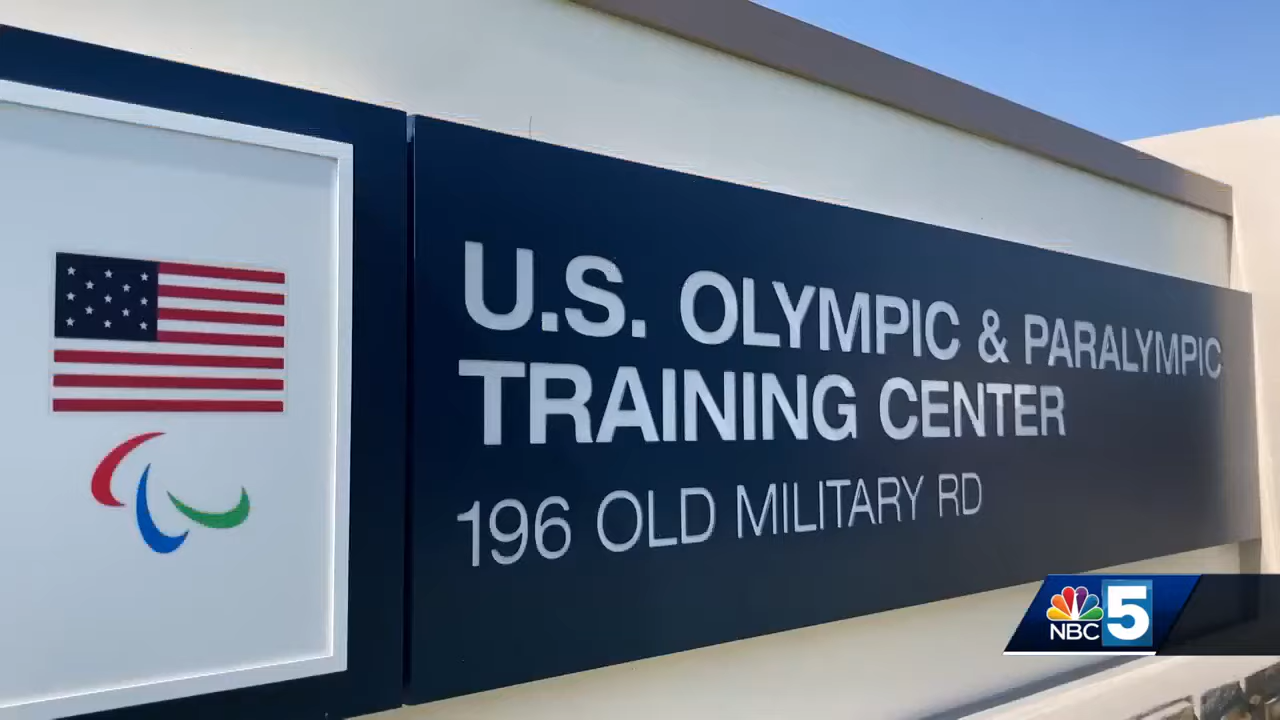 U.S. OLYMPIC & PARALYMPIC
TRAINING CENTER
196 OLD MILITARY RD
NBC 5